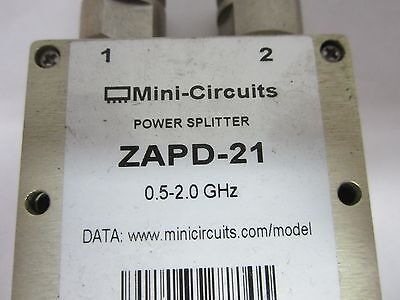 1 2
Mini-Circuits
POWER SPLITTER
ZAPD-21
0.5-2.0 GHz
DATA: www.minicircuits.com/model